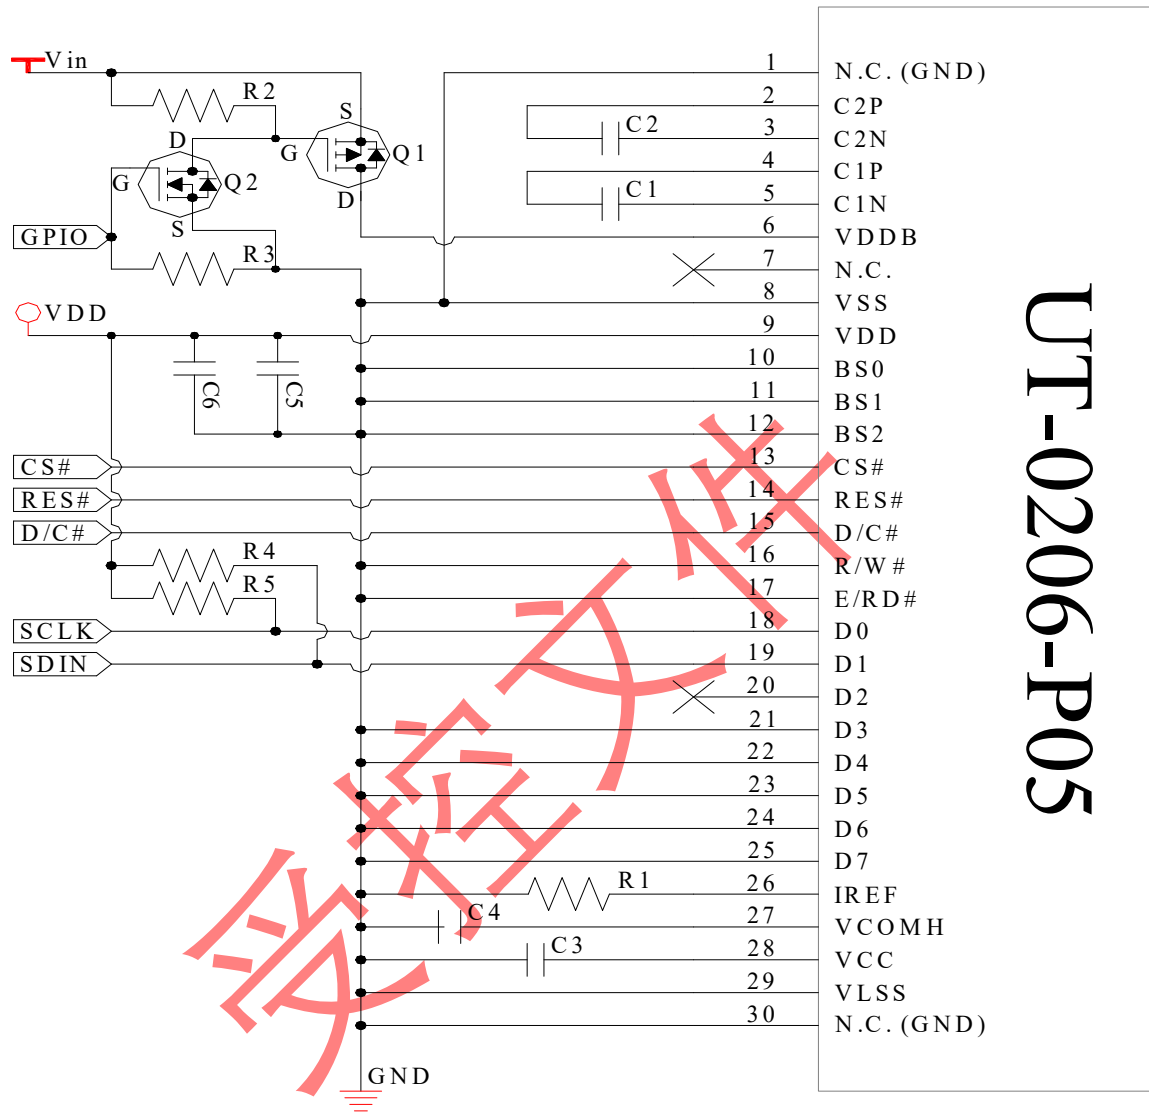 Vin
R2
S
G
Q1
D
D
G
Q2
S
GPIO
R3
VDD
C6
C5
CS#
RES#
D/C#
R4
R5
SCLK
SDIN
C2
C1
R1
C4
C3
GND
1 N.C. (GND)
2 C2P
3 C2N
4 C1P
5 C1N
6 VDDB
7 N.C.
8 VSS
9 VDD
10 BS0
11 BS1
12 BS2
13 CS#
14 RES#
15 D/C#
16 R/W#
17 E/RD#
18 D0
19 D1
20 D2
21 D3
22 D4
23 D5
24 D6
25 D7
26 IREF
27 VCOMH
28 VCC
29 VLSS
30 N.C. (GND)
UT-0206-P05
受控文件